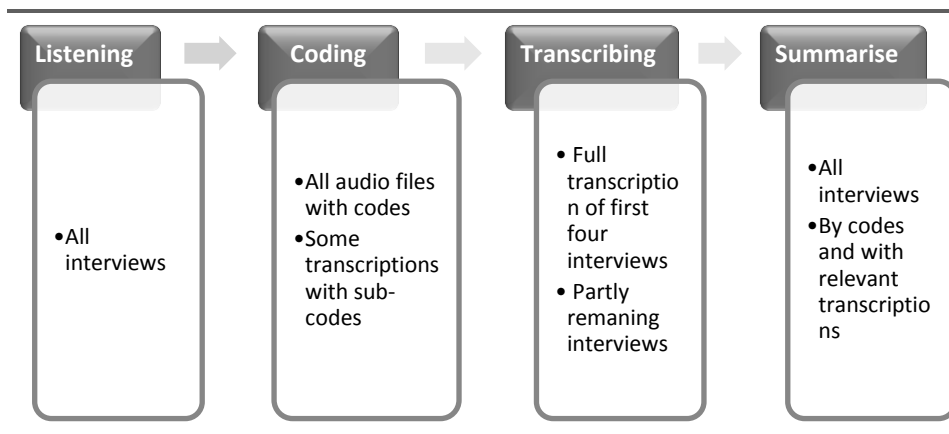 Listening
•All
interviews
Coding
•All audio files
with codes
•Some
transcriptions
with sub-
codes
Transcribing
• Full
transcriptio
n of first
four
interviews
• Partly
remaning
interviews
Summarise
•All
interviews
•By codes
and with
relevant
transcriptio
ns